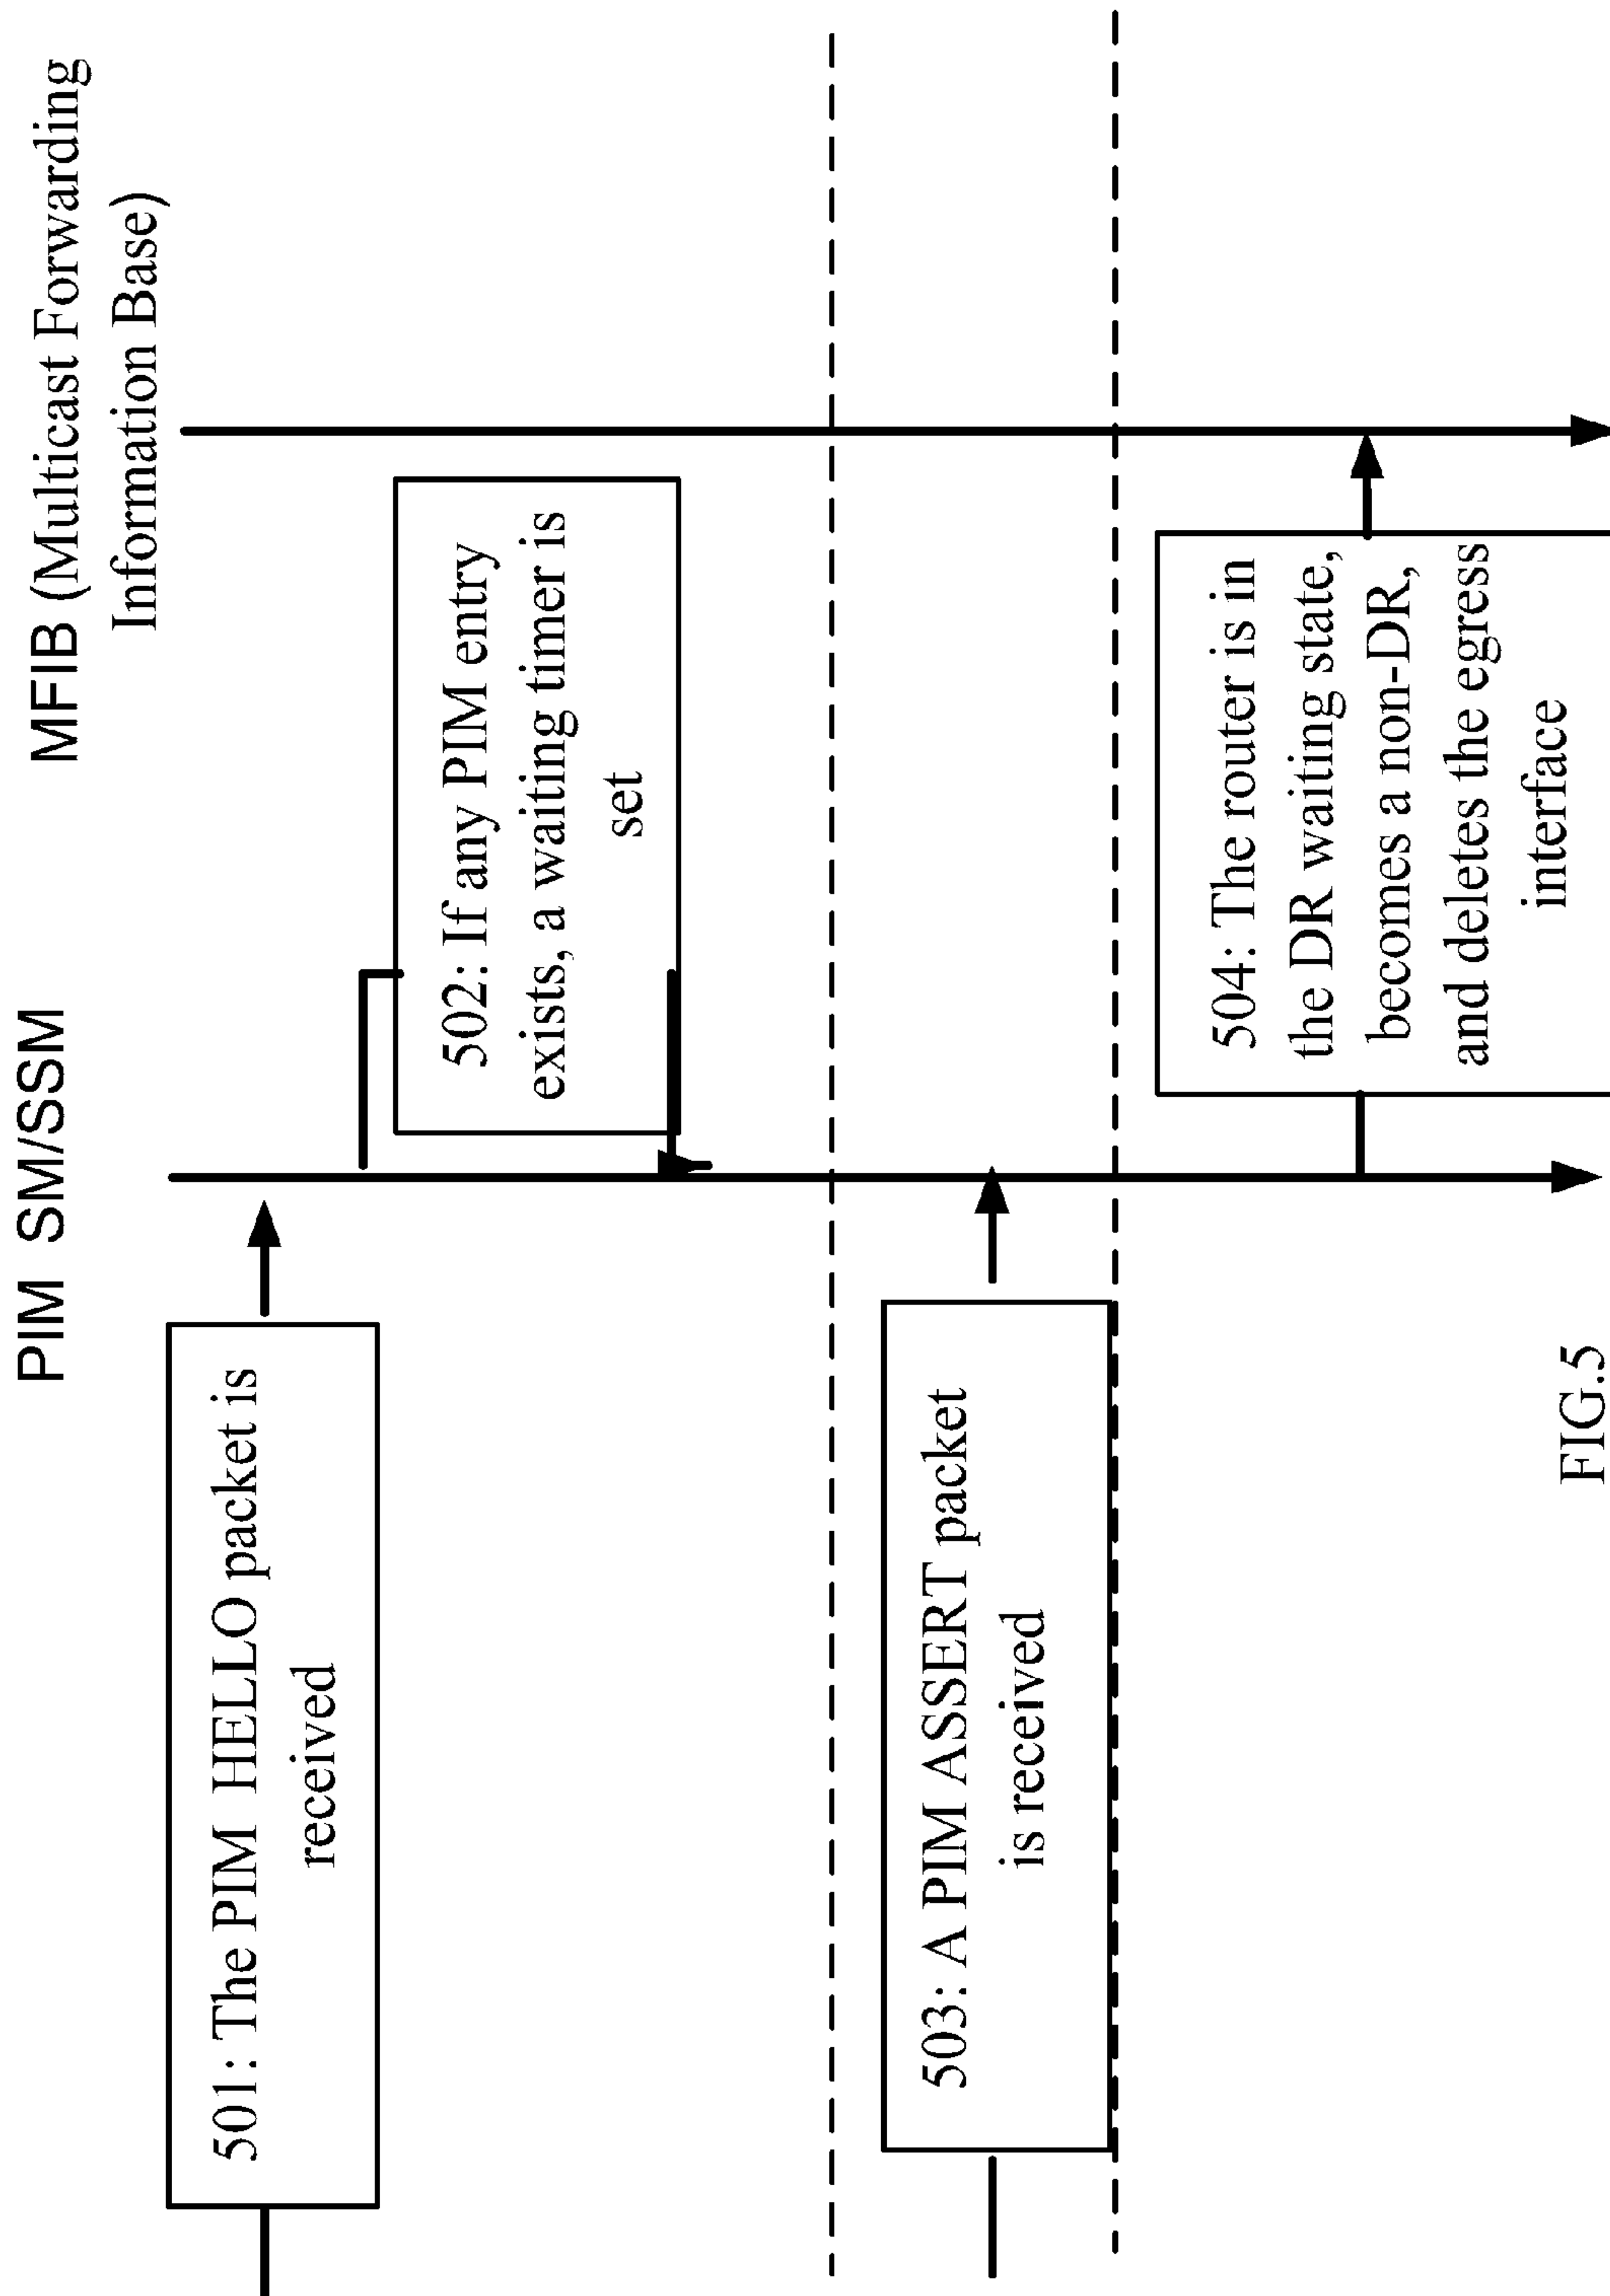 PIM SM/SSM
MFIB (Multicast Forwarding
Information Base)
501: The PIM HELLO packet is
received
502: If any PIM entry
exists, a waiting timer is
set
503: A PIM ASSERT packet
is received
504: The router is in
the DR waiting state,
becomes a non-DR,
and deletes the egress
interface
FIG.5